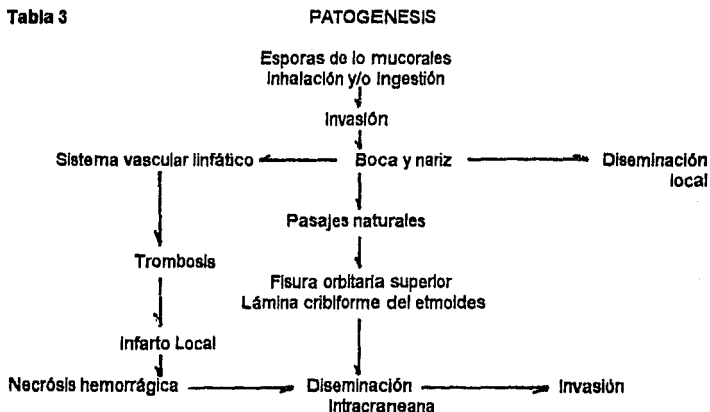 Tabla 3
PATOGENESIS
Esporas de lo mucorales
Inhalación y/o Ingestión
Invasión
Sistema vascular linfático
Boca y nariz
Diseminación
local
Pasajes naturales
Trombosis
Fisura orbitaria superior
Lámina cribiforme del etmoides
Infarto Local
Necrósis hemorrágica
Diseminación
Intracraneana
Invasión